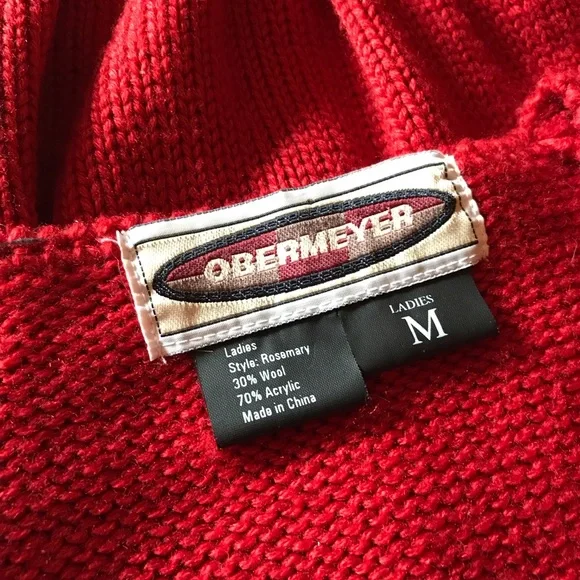 OBERMEYER
Ladies
Style: Rosemary
30% Wool
70% Acrylic
Made in China
LADIES
M